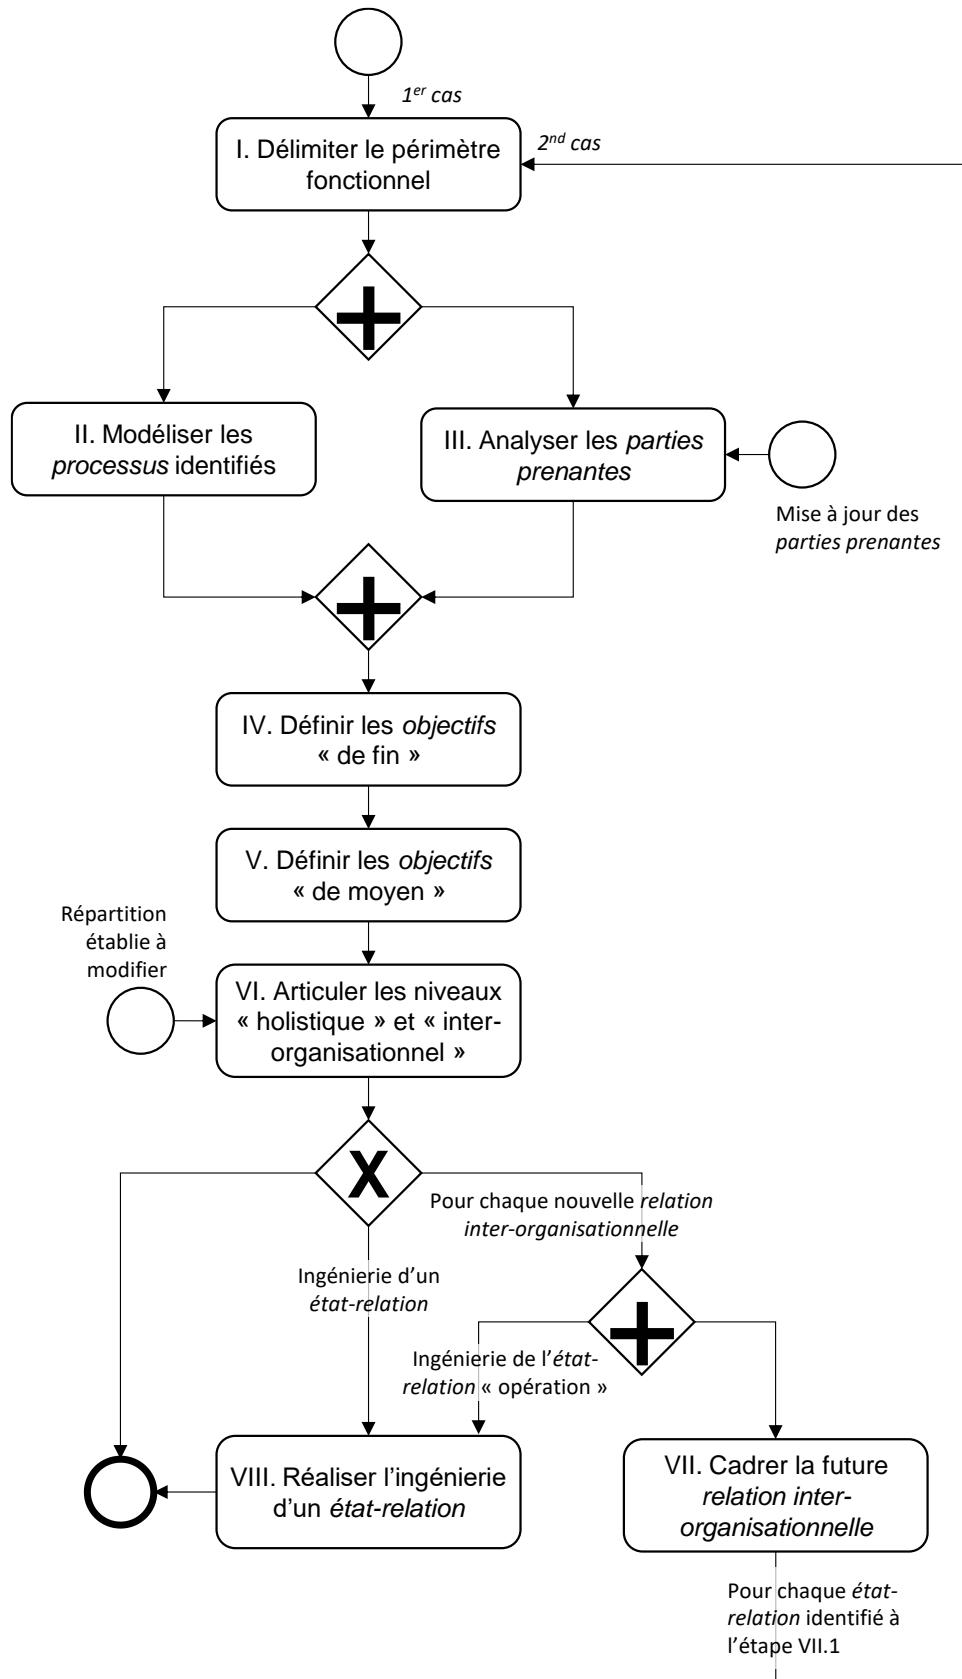 1er cas
I. Délimiter le périmètre
fonctionnel
2nd cas
II. Modéliser les
processus identifiés
III. Analyser les parties
prenantes
Mise à jour des
parties prenantes
IV. Définir les objectifs
« de fin »
V. Définir les objectifs
« de moyen »
Répartition
établie à
modifier
VI. Articuler les niveaux
« holistique » et « inter-
organisationnel »
X
Pour chaque nouvelle relation
inter-organisationnelle
Ingénierie d’un
état-relation
Ingénierie de l’état-
relation « opération »
VIII. Réaliser l’ingénierie
d’un état-relation
VII. Cadrer la future
relation inter-
organisationnelle
Pour chaque état-
relation identifié à
l’étape VII.1